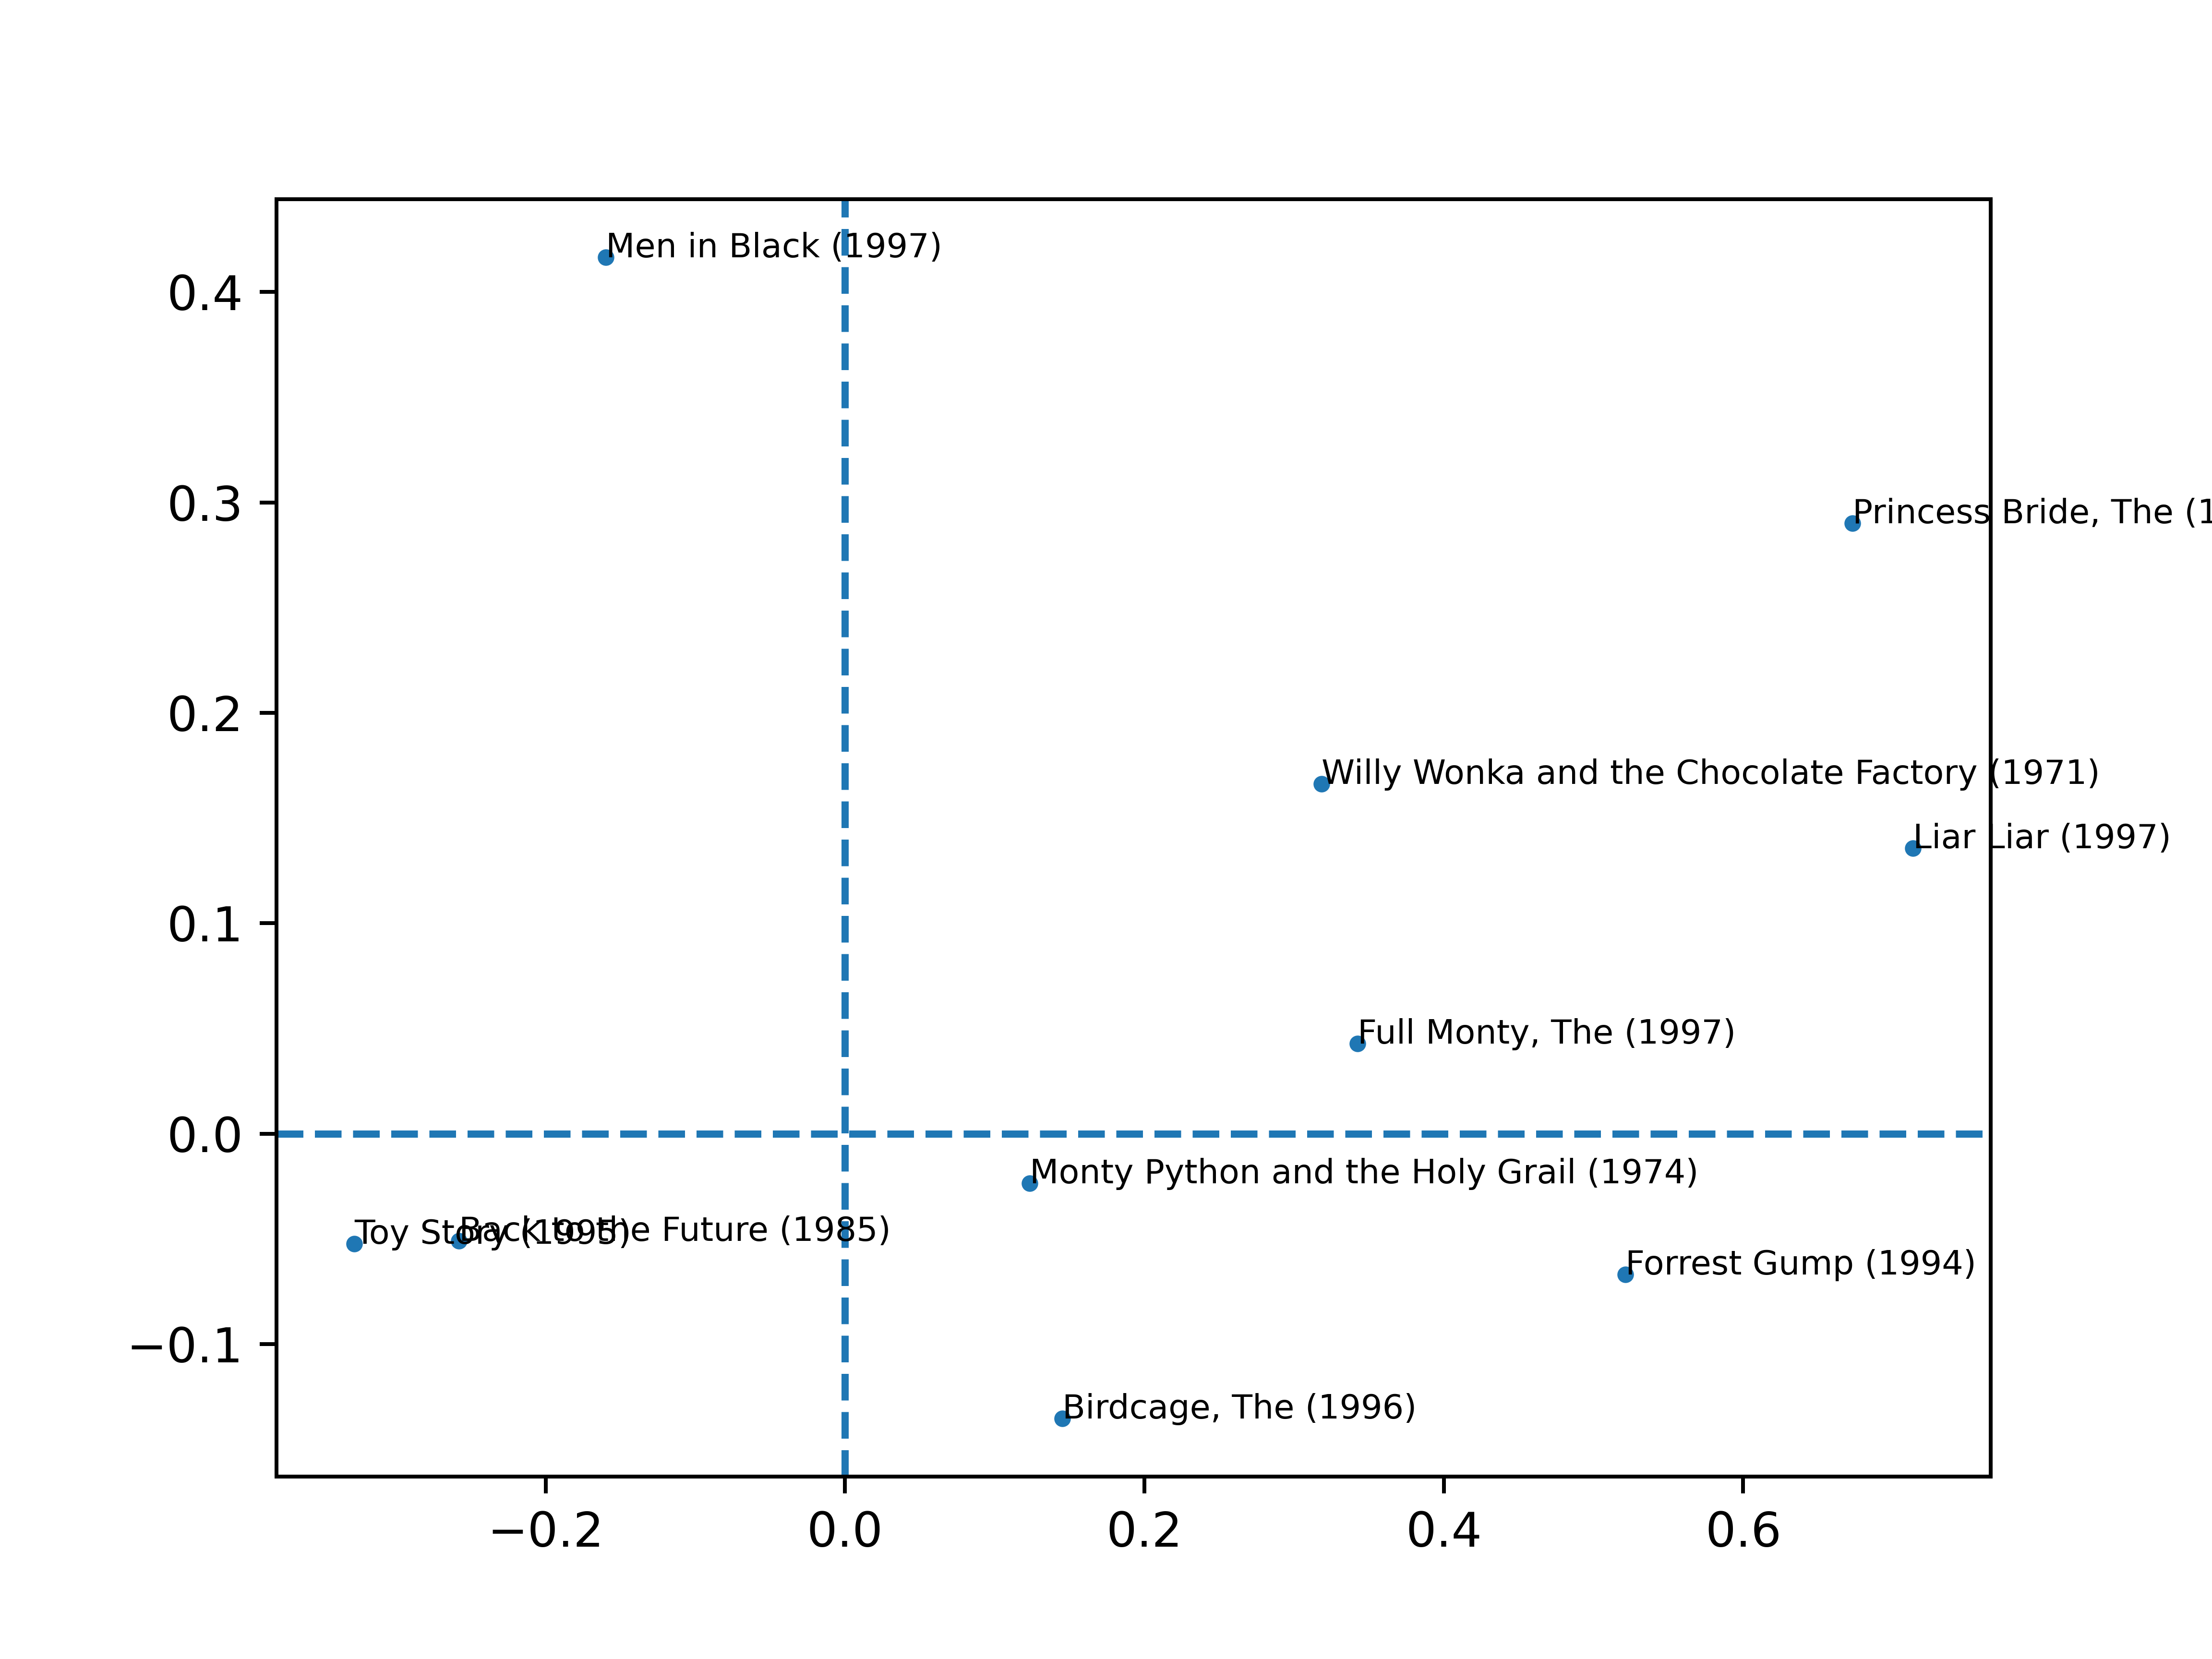 Men in Black (1997)
0.4
0.3
Princess Bride, The (1
0.2
Willy Wonka and the Chocolate Factory (1971)
Liar Liar (1997)
0.1
Full Monty, The (1997)
0.0
Monty Python and the Holy Grail (1974)
Toy Story (1995)
Back to the Future (1985)
Forrest Gump (1994)
−0.1
Birdcage, The (1996)
−0.2 0.0 0.2 0.4 0.6